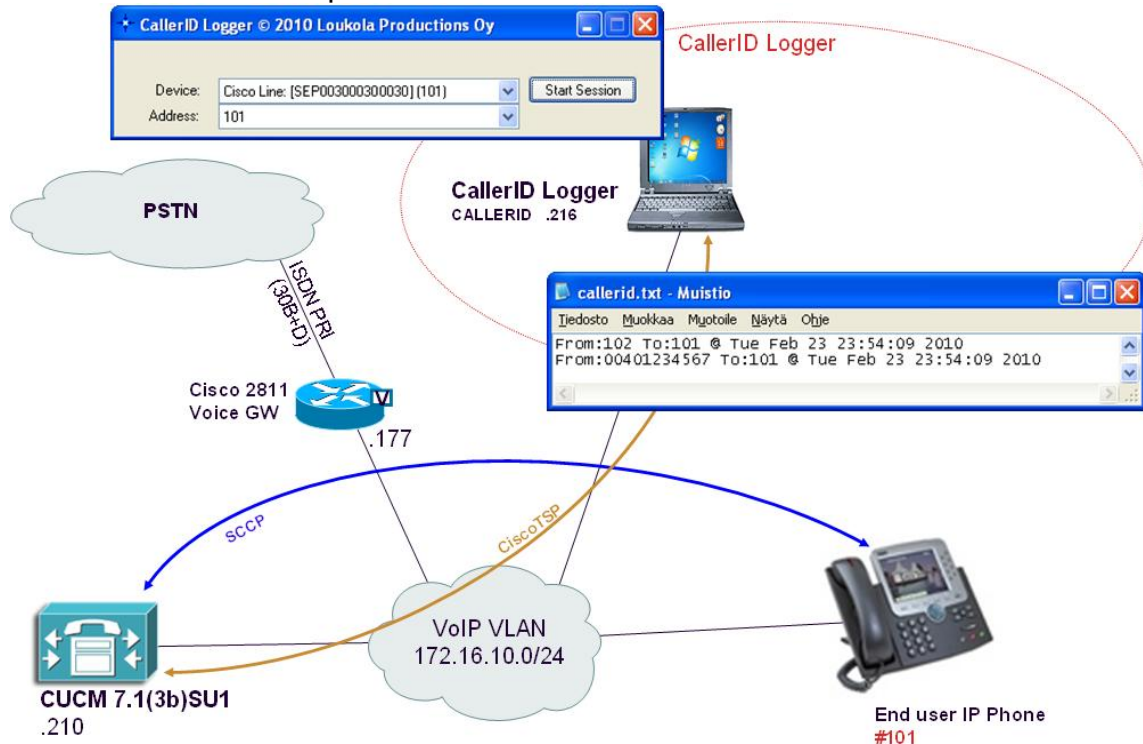 CallerID Logger © 2010 Loukola Productions Oy
Device:
Cisco Line: [SEP003000300030] (101)
Start Session
Address:
101
CallerID Logger
PSTN
CallerID Logger
CALLERID .216
ISDN PRI
(30B+D)
callerid.txt - Muistio
Tiedosto Muokkaa Muotoile Näytä Ohje
From:102 To:101 @ Tue Feb 23 23:54:09 2010
From:00401234567 To:101 @ Tue Feb 23 23:54:09 2010
Cisco 2811
Voice GW
V
.177
SCCP
CiscoTSP
VoIP VLAN
172.16.10.0/24
CUCM 7.1(3b)SU1
.210
End user IP Phone
#101